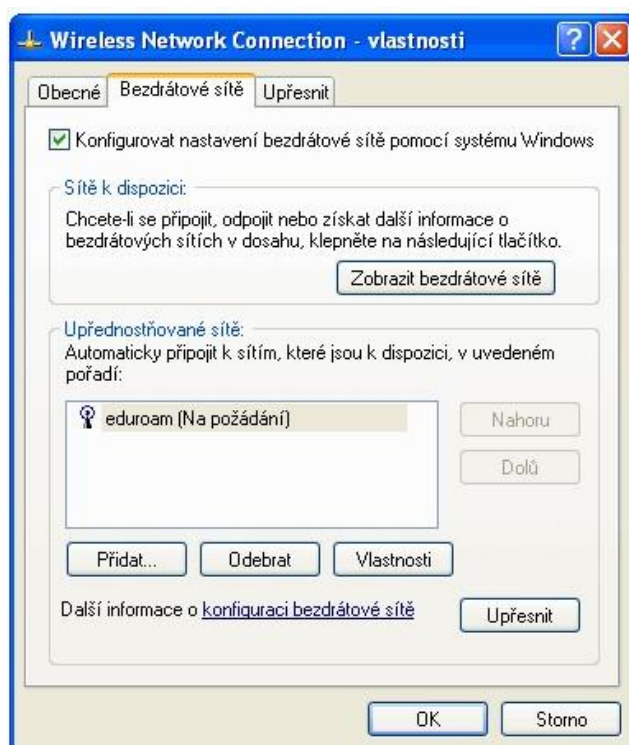 Wireless Network Connection - vlastnosti
Obecné
Bezdrátové sítě
Upřesnit
Konfigurovat nastavení bezdrátové sítě pomocí systému Windows
Sítě k dispozici:
Chcete-li se připojit, odpojit nebo získat další informace o
bezdrátových sítích v dosahu, klepněte na následující tlačítko.
Zobrazit bezdrátové sítě
Upřednostňované sítě:
Automaticky připojit k sítím, které jsou k dispozici, v uvedeném
pořadí:
eduroam (Na požádání)
Nahoru
Dolů
Přidat...
Odebrat
Vlastnosti
Další informace o konfiguraci bezdrátové sítě
Upřesnit
OK
Storno